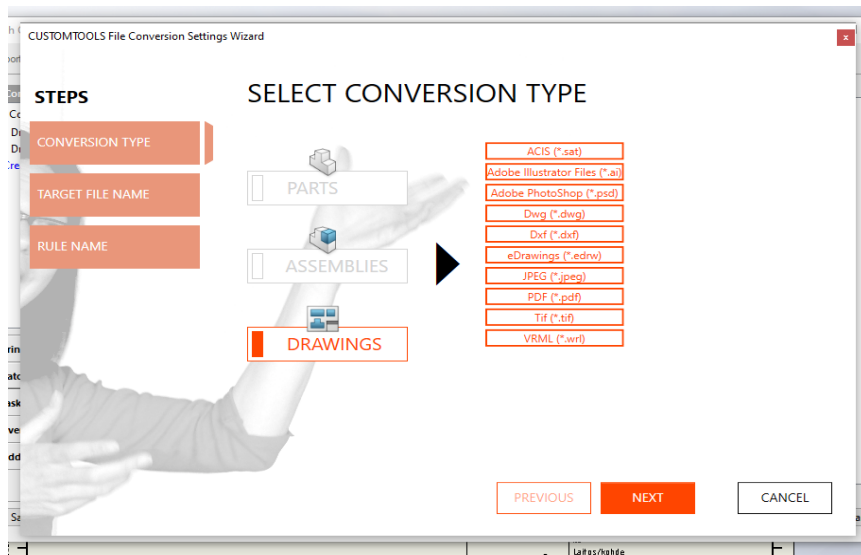 CUSTOMTOOLS File Conversion Settings Wizard
x
STEPS
CONVERSION TYPE
TARGET FILE NAME
RULE NAME
SELECT CONVERSION TYPE
PARTS
ASSEMBLIES
DRAWINGS
ACIS (*.sat)
Adobe Illustrator Files (*.ai)
Adobe PhotoShop (*.psd)
Dwg (*.dwg)
Dxf (*.dxf)
eDrawings (*.edrw)
JPEG (*.jpeg)
PDF (*.pdf)
Tif (*.tif)
VRML (*.wrl)
PREVIOUS
NEXT
CANCEL
Laitos/kohde